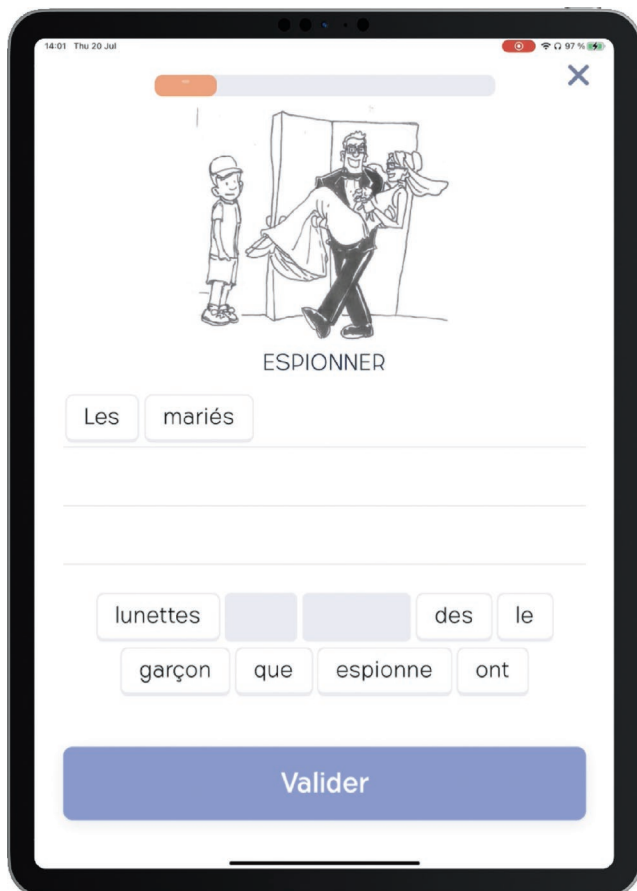 14:01 Thu 20 Jul 97 %
ESPIONNER
Les mariés
lunettes des le
garçon que espionne ont
Valider